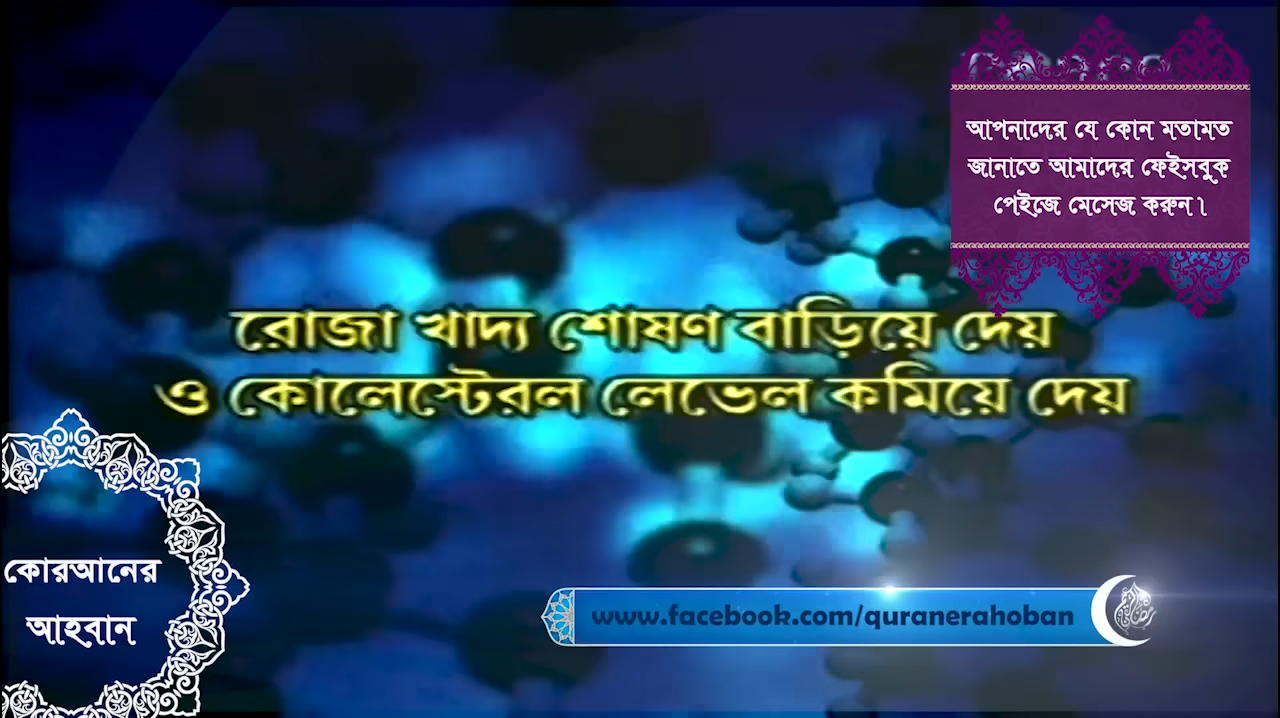 আপনাদের যে কোন মতামত
জানাতে আমাদের ফেইসবুক
পেইজে মেসেজ করুন।
রোজা খাদ্য শোষণ বাড়িয়ে দেয়
ও কোলেস্টেরল লেভেল কমিয়ে দেয়
কোরআনের
আহবান
www.facebook.com/quranerahoban